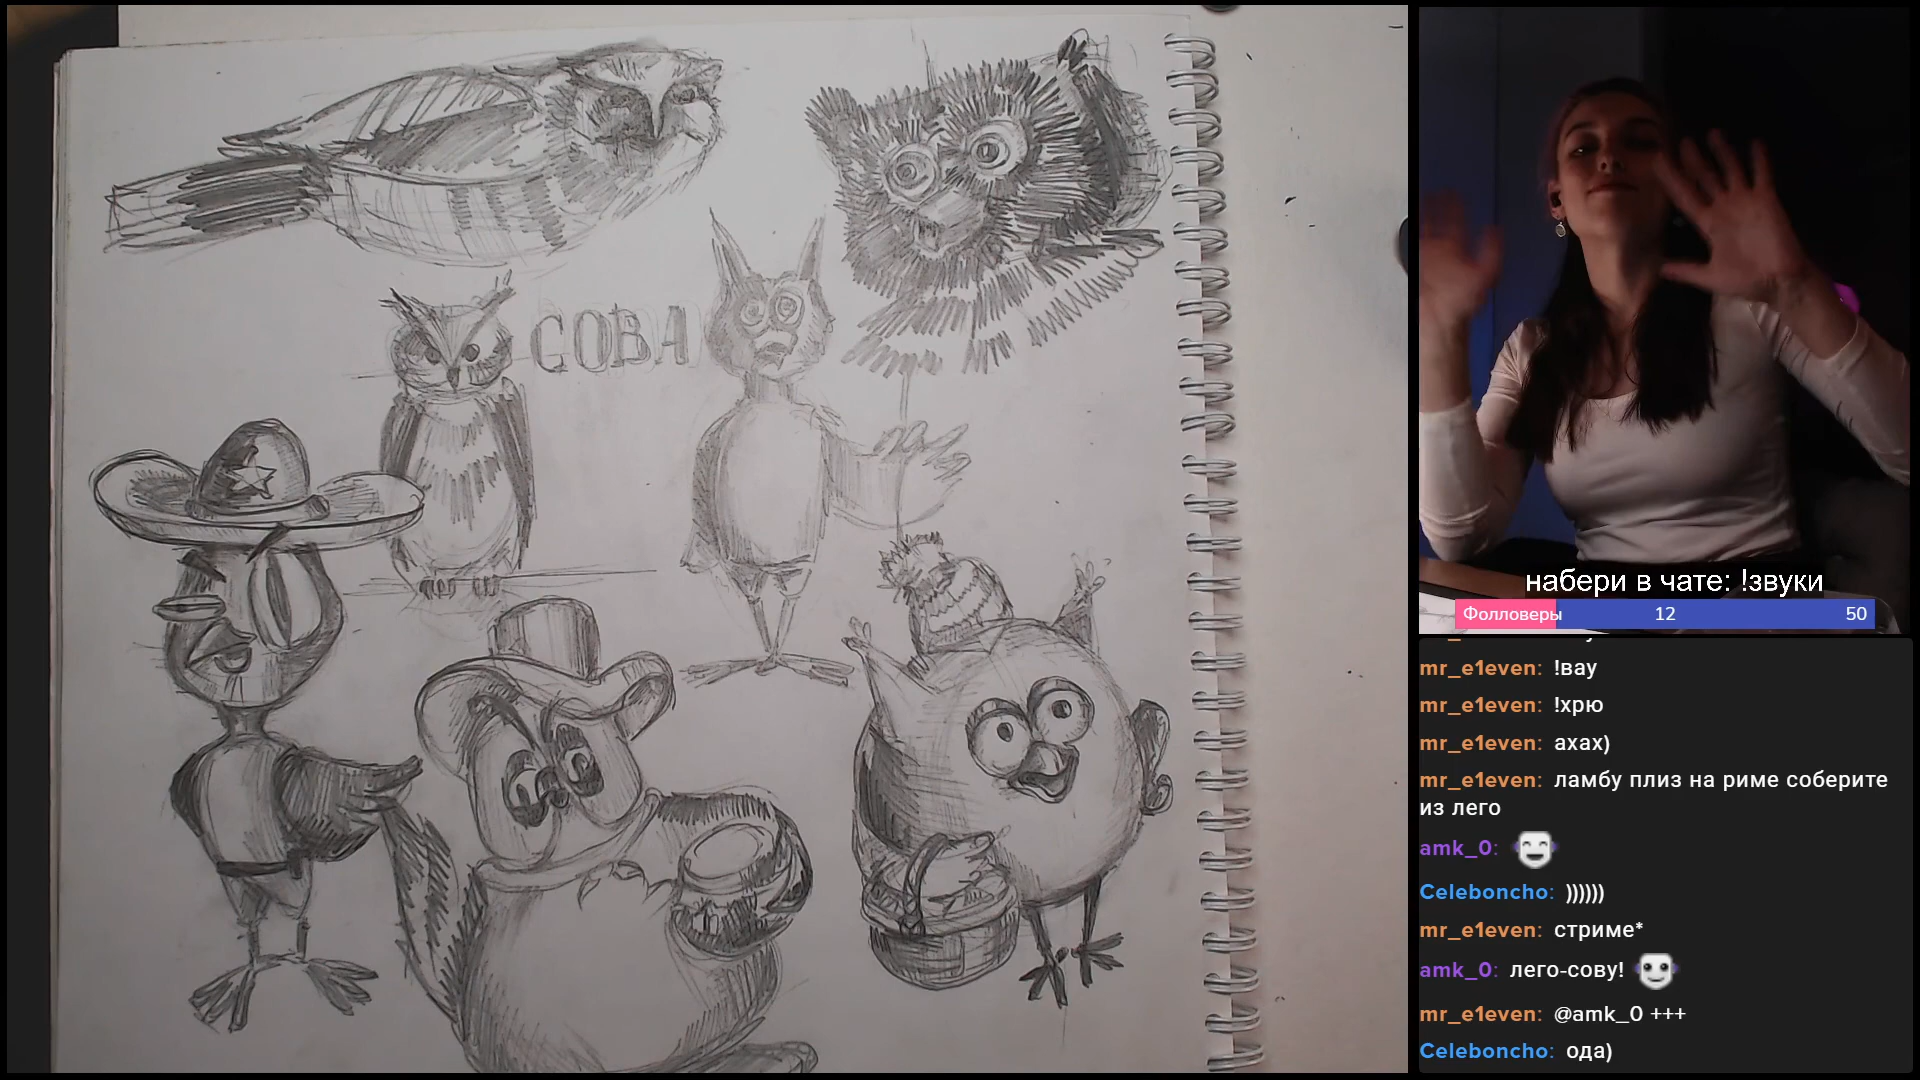 СОВА
набери в чате: !звуки
Фолловеры 12 50
mr_e1even: !вау
mr_e1even: !хрю
mr_e1even: ахах)
mr_e1even: ламбу плиз на риме соберите
из лего
amk_0:
Celeboncho: ))))))
mr_e1even: стриме*
amk_0: лего-сову!
mr_e1even: @amk_0 +++
Celeboncho: ода)